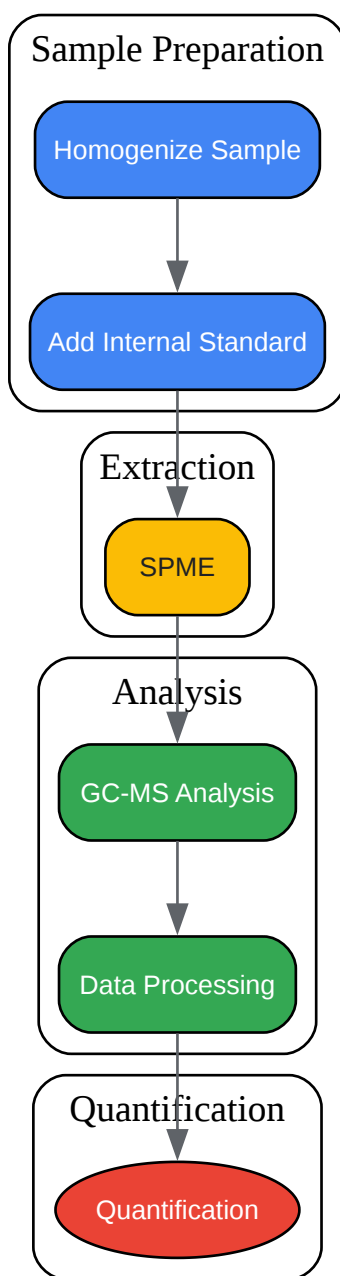 Sample Preparation
Homogenize Sample
Add Internal Standard
Extraction
SPME
Analysis
GC-MS Analysis
Data Processing
Quantification
Quantification